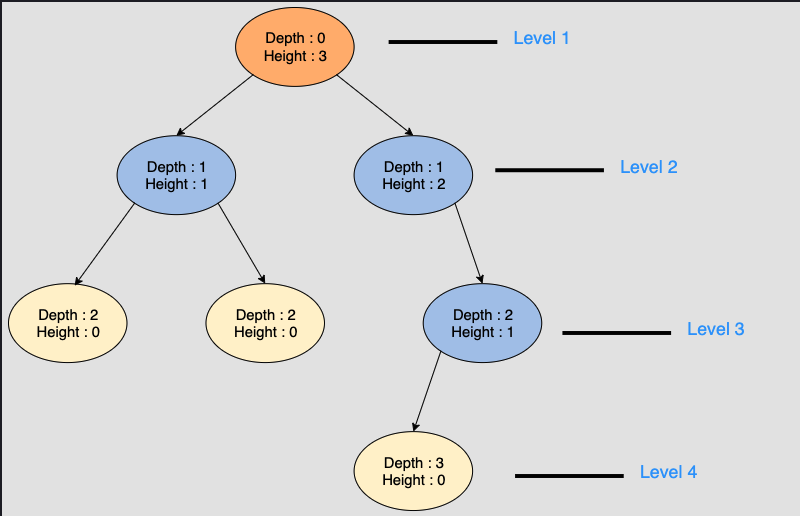 Depth : 0
Height : 3
Level 1
Depth : 1
Height : 1
Depth : 1
Height : 2
Level 2
Depth : 2
Height : 0
Depth : 2
Height : 0
Depth : 2
Height : 1
Level 3
Depth : 3
Height : 0
Level 4